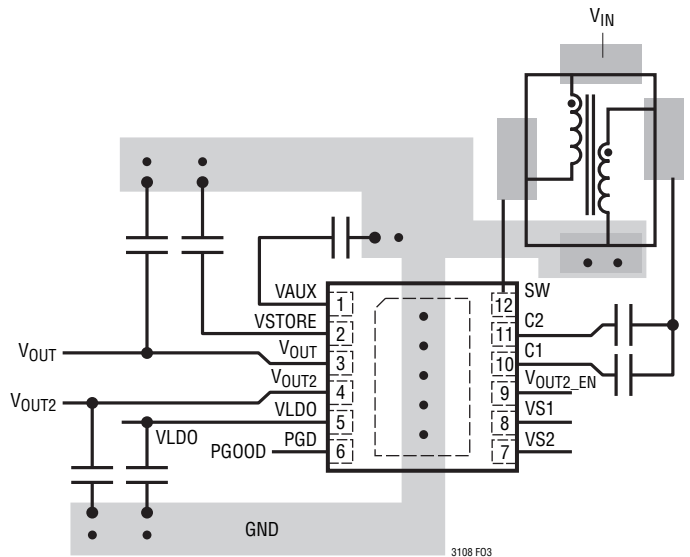 VIN
VAUX
1
12
SW
VSTORE
2
11
C2
VOUT
VOUT
3
10
C1
VOUT2
VOUT2
4
9
VOUT2_EN
VLDO
5
8
VS1
PGOOD
PGD
6
7
VS2
GND
3108 F03